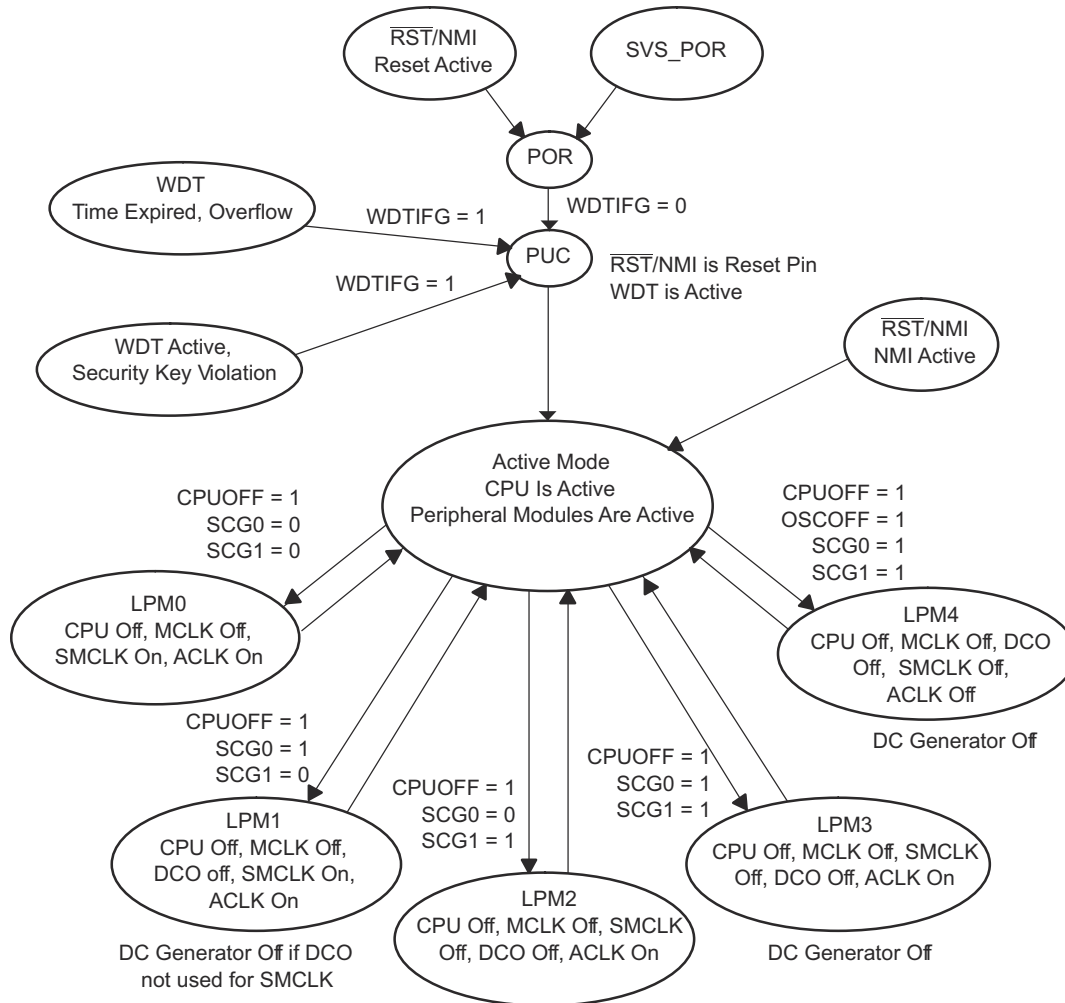 R̅S̅T̅/NMI
Reset Active
SVS_POR
POR
WDT
Time Expired, Overflow
WDTIFG = 1
WDTIFG = 0
PUC
R̅S̅T̅/NMI is Reset Pin
WDT is Active
WDTIFG = 1
WDT Active,
Security Key Violation
R̅S̅T̅/NMI
NMI Active
Active Mode
CPU Is Active
Peripheral Modules Are Active
CPUOFF = 1
SCG0 = 0
SCG1 = 0
CPUOFF = 1
OSCOFF = 1
SCG0 = 1
SCG1 = 1
LPM0
CPU Off, MCLK Off,
SMCLK On, ACLK On
LPM4
CPU Off, MCLK Off, DCO
Off, SMCLK Off,
ACLK Off
DC Generator Off
CPUOFF = 1
SCG0 = 1
SCG1 = 0
CPUOFF = 1
SCG0 = 0
SCG1 = 1
CPUOFF = 1
SCG0 = 1
SCG1 = 1
LPM1
CPU Off, MCLK Off,
DCO off, SMCLK On,
ACLK On
DC Generator Off if DCO
not used for SMCLK
LPM2
CPU Off, MCLK Off, SMCLK
Off, DCO Off, ACLK On
LPM3
CPU Off, MCLK Off, SMCLK
Off, DCO Off, ACLK On
DC Generator Off